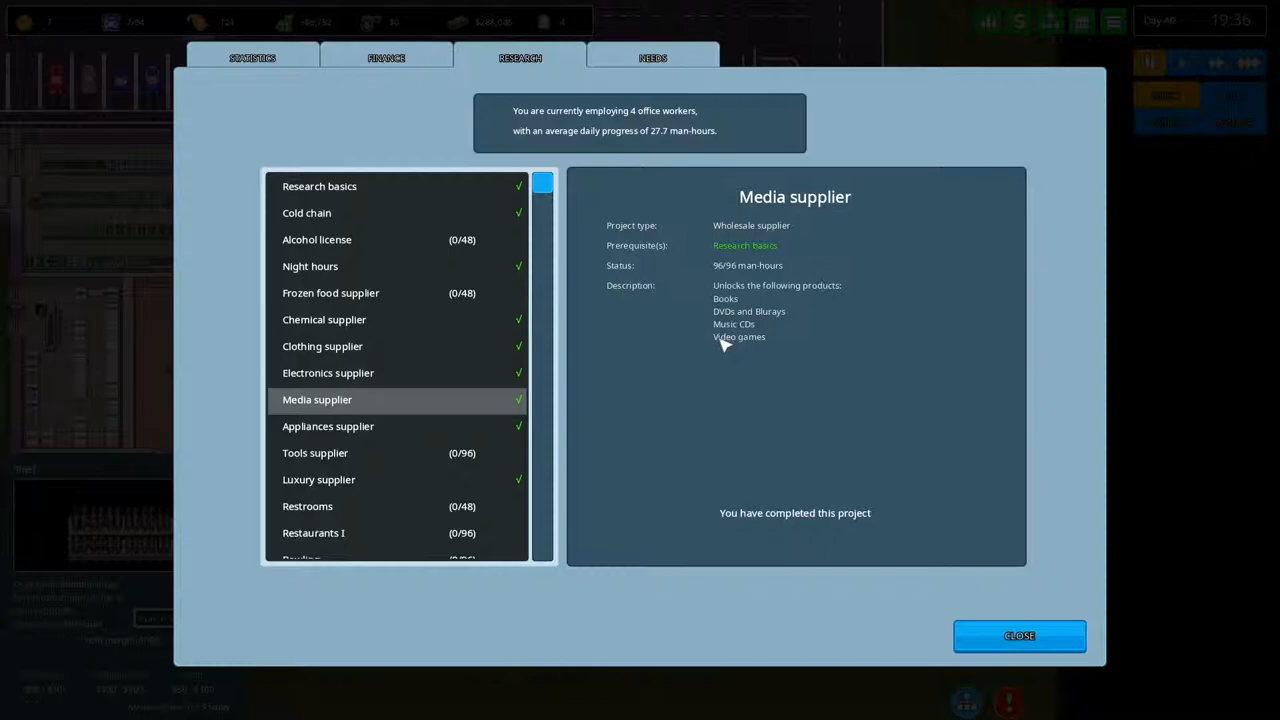 Day 40 19:36
STATISTICS FINANCE RESEARCH NEEDS
You are currently employing 4 office workers,
with an average daily progress of 27.7 man-hours.
Research basics √
Cold chain √
Alcohol license (0/48)
Night hours √
Frozen food supplier (0/48)
Chemical supplier √
Clothing supplier √
Electronics supplier √
Media supplier √
Appliances supplier √
Tools supplier (0/96)
Luxury supplier √
Restrooms (0/48)
Restaurants I (0/96)
Media supplier
Project type: Wholesale supplier
Prerequisite(s): Research basics
Status: 96/96 man-hours
Description: Unlocks the following products:
Books
DVDs and Blurays
Music CDs
Video games
You have completed this project
CLOSE